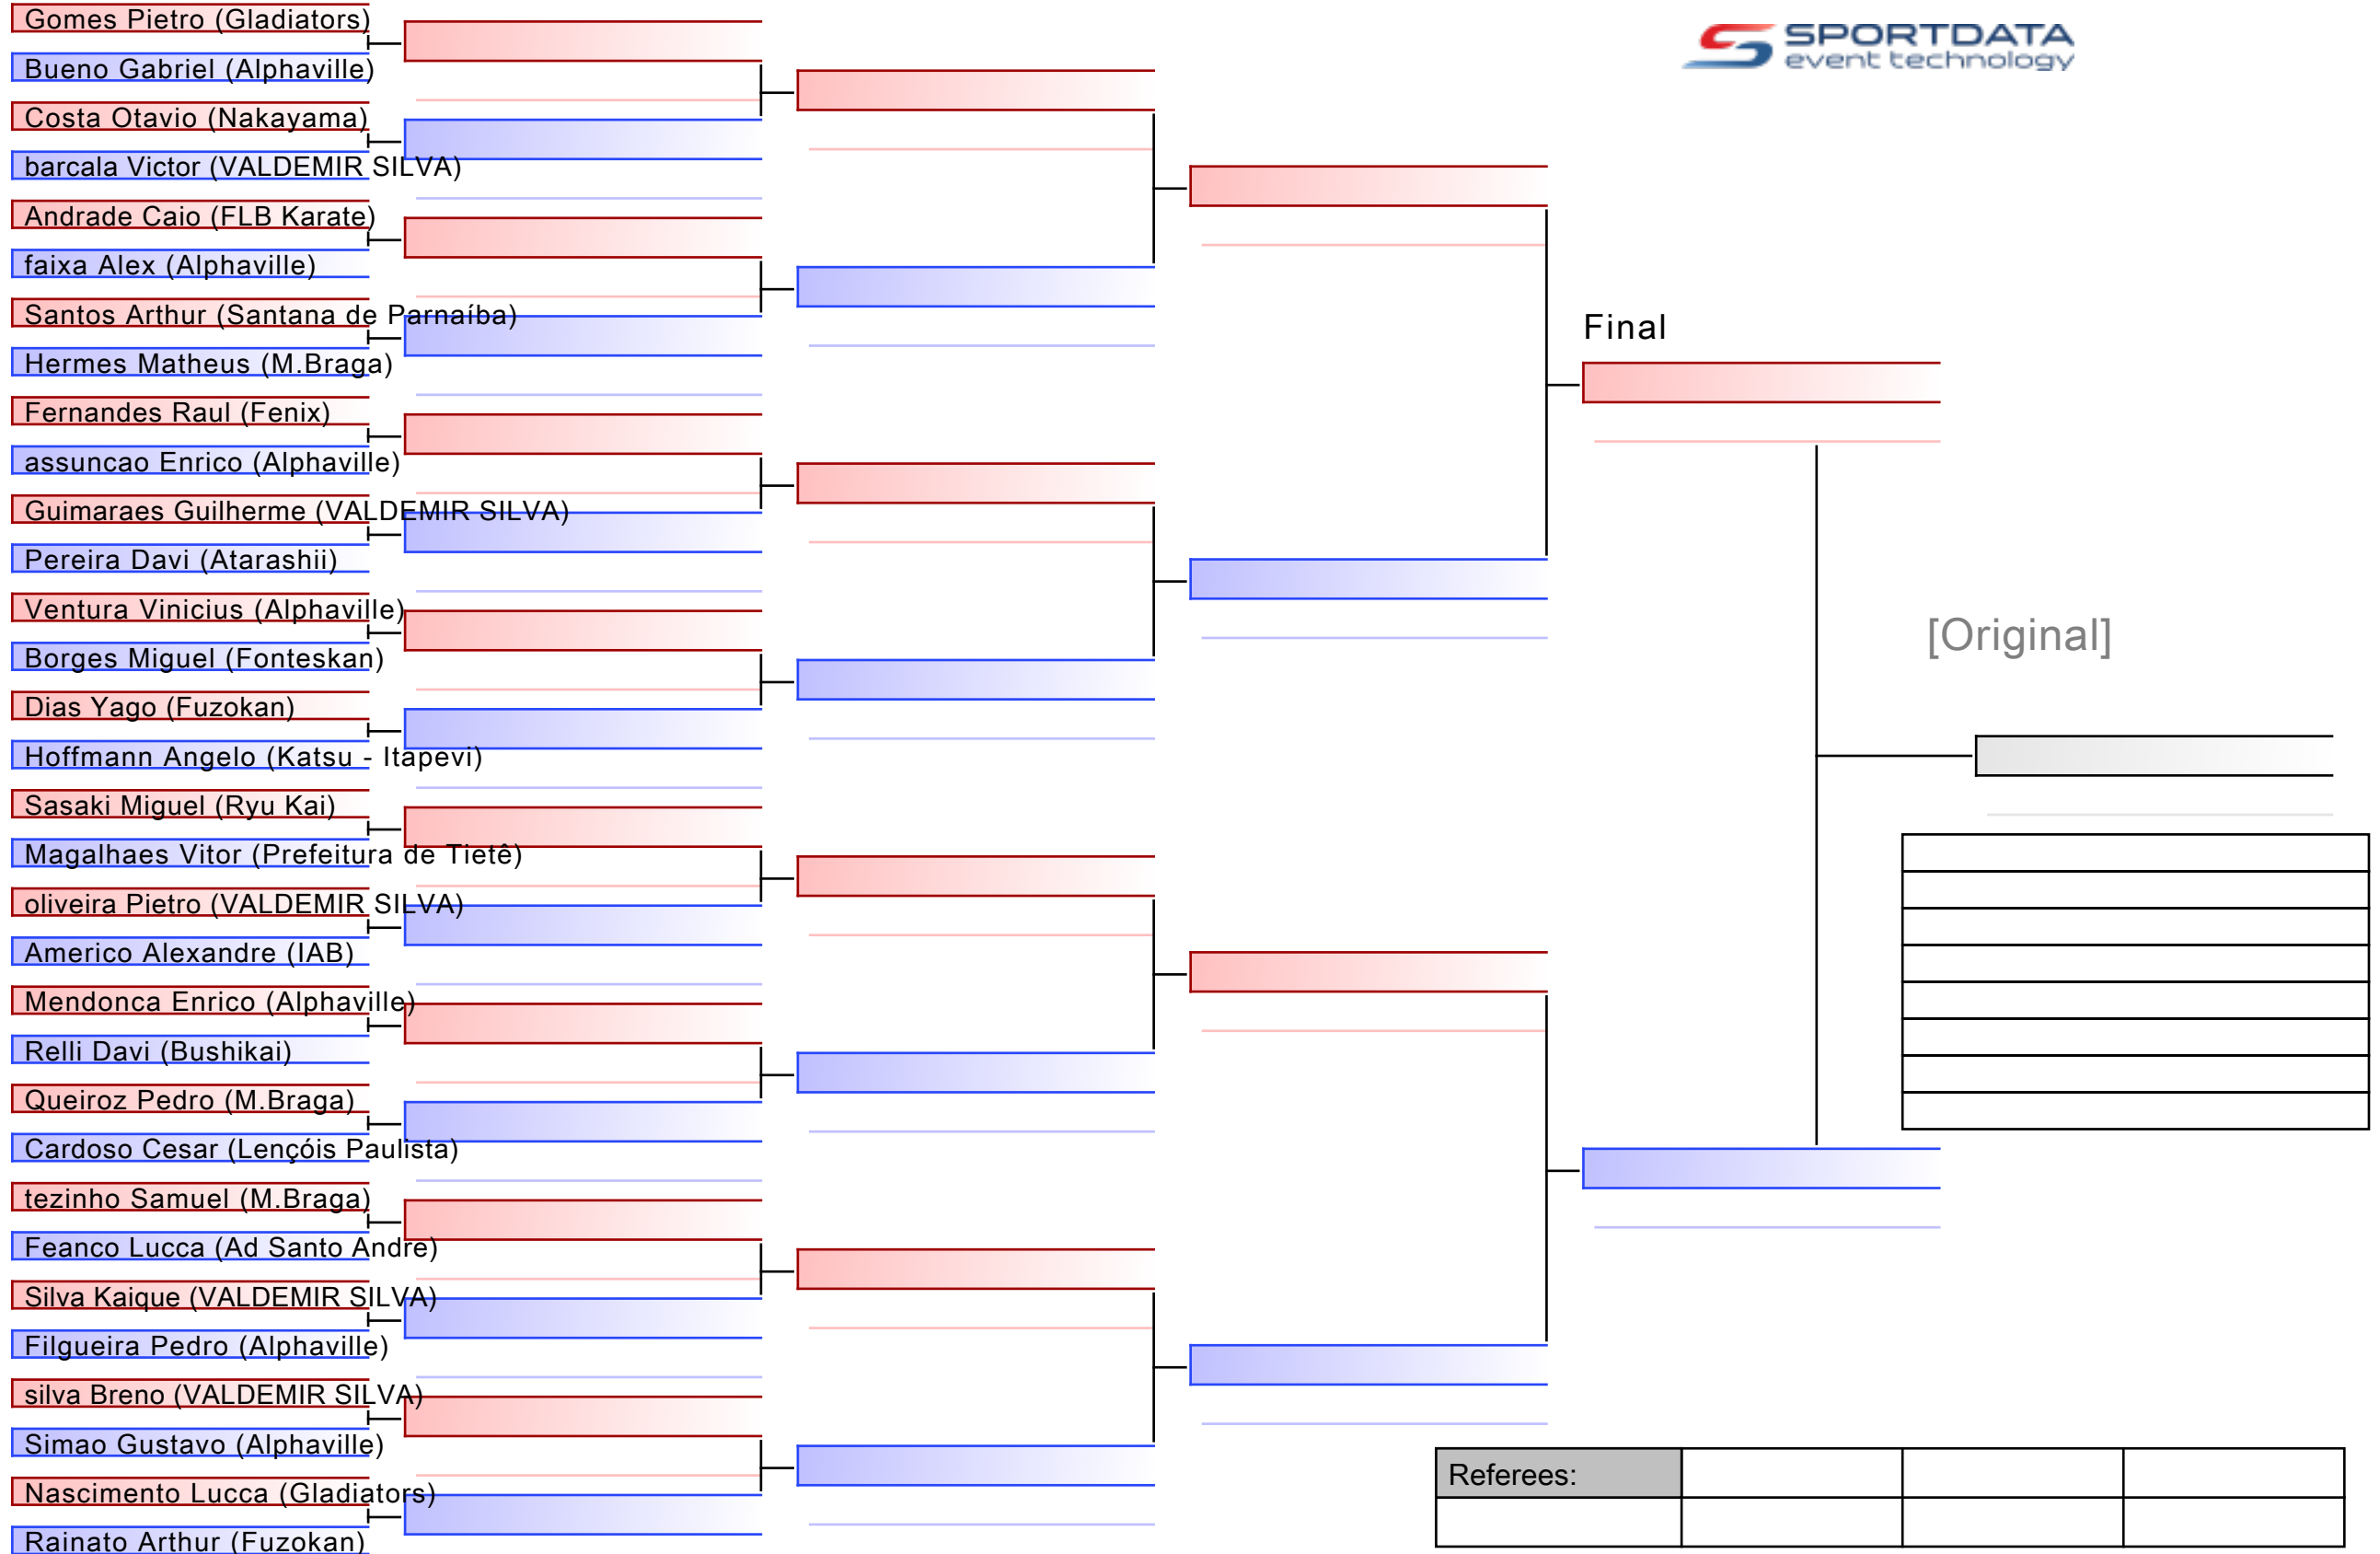 Gomes Pietro (Gladiators)
Bueno Gabriel (Alphaville)
Costa Otavio (Nakayama)
barcala Victor (VALDEMIR SILVA)
Andrade Caio (FLB Karate)
faixa Alex (Alphaville)
Santos Arthur (Santana de Parnaíba)
Hermes Matheus (M.Braga)
Fernandes Raul (Fenix)
assuncao Enrico (Alphaville)
Guimaraes Guilherme (VALDEMIR SILVA)
Pereira Davi (Atarashii)
Ventura Vinicius (Alphaville)
Borges Miguel (Fonteskan)
Dias Yago (Fuzokan)
Hoffmann Angelo (Katsu - Itapevi)
Sasaki Miguel (Ryu Kai)
Magalhaes Vitor (Prefeitura de Tietê)
oliveira Pietro (VALDEMIR SILVA)
Americo Alexandre (IAB)
Mendonca Enrico (Alphaville)
Relli Davi (Bushikai)
Queiroz Pedro (M.Braga)
Cardoso Cesar (Lençóis Paulista)
tezinho Samuel (M.Braga)
Feanco Lucca (Ad Santo Andre)
Silva Kaique (VALDEMIR SILVA)
Filgueira Pedro (Alphaville)
silva Breno (VALDEMIR SILVA)
Simao Gustavo (Alphaville)
Nascimento Lucca (Gladiators)
Rainato Arthur (Fuzokan)
SPORTDATA
event technology
Final
[Original]
Referees: